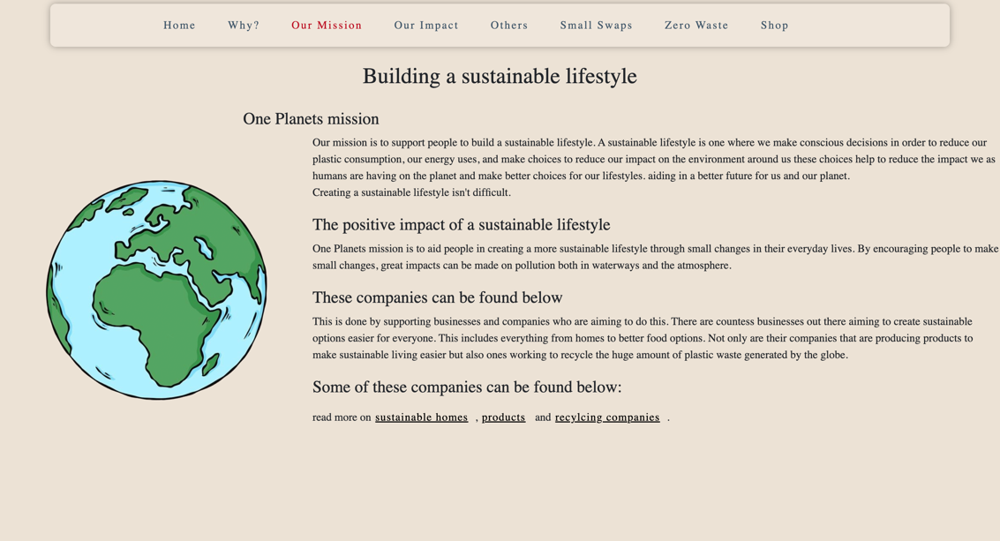 Home Why? Our Mission Our Impact Others Small Swaps Zero Waste Shop
Building a sustainable lifestyle
One Planets mission
Our mission is to support people to build a sustainable lifestyle. A sustainable lifestyle is one where we make conscious decisions in order to reduce our
plastic consumption, our energy uses, and make choices to reduce our impact on the environment around us these choices help to reduce the impact we as
humans are having on the planet and make better choices for our lifestyles. aiding in a better future for us and our planet.
Creating a sustainable lifestyle isn't difficult.
The positive impact of a sustainable lifestyle
One Planets mission is to aid people in creating a more sustainable lifestyle through small changes in their everyday lives. By encouraging people to make
small changes, great impacts can be made on pollution both in waterways and the atmosphere.
These companies can be found below
This is done by supporting businesses and companies who are aiming to do this. There are countess businesses out there aiming to create sustainable
options easier for everyone. This includes everything from homes to better food options. Not only are their companies that are producing products to
make sustainable living easier but also ones working to recycle the huge amount of plastic waste generated by the globe.
Some of these companies can be found below:
read more on sustainable homes , products and recylcing companies .